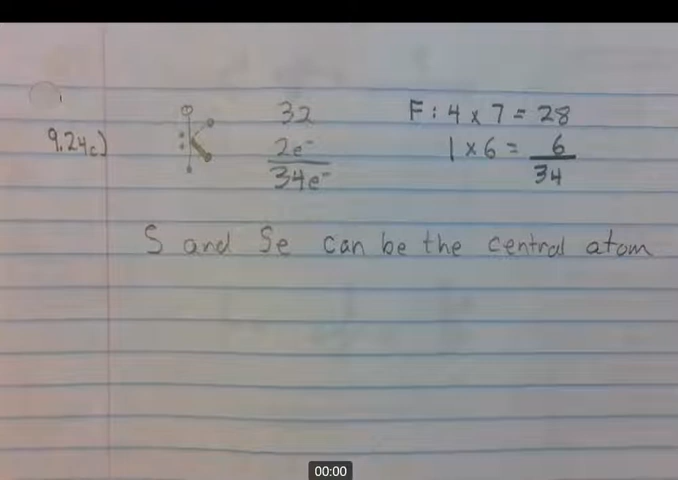 32 F : 4 x 7 = 28
9.24c) 2e⁻ 1 x 6 = 6
34e⁻ 34
S and Se can be the central atom
00:00